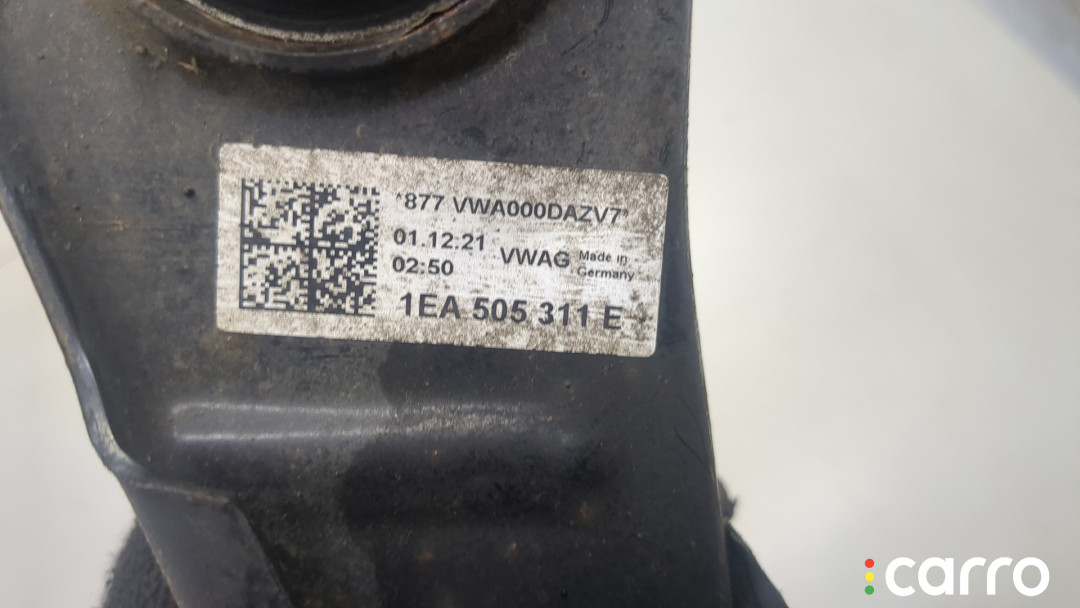 *877 VWA000DAZV7*
01.12.21
02:50
VWAG
Made in
Germany
1EA 505 311 E
carro